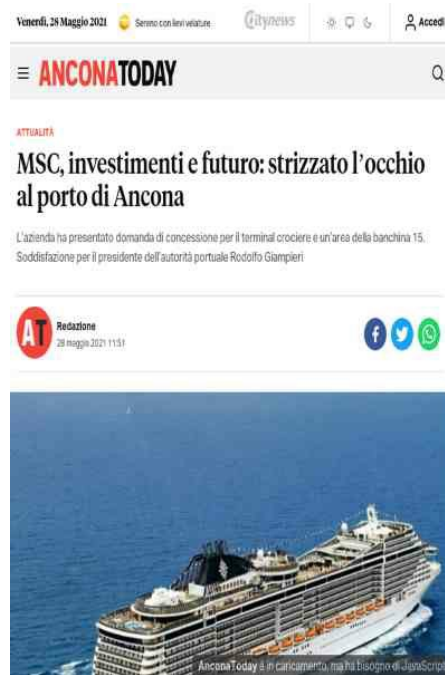 Venerdì, 28 Maggio 2021 Sereno con lievi velature Citynews Accedi
ANCONATODAY
ATTUALITÀ
MSC, investimenti e futuro: strizzato l'occhio
al porto di Ancona
L'azienda ha presentato domanda di concessione per il terminal crociere e un'area della banchina 15.
Soddisfazione per il presidente dell'autorità portuale Rodolfo Giampieri
AT
Redazione
28 maggio 2021 11:51
AnconaToday è in caricamento, ma ha bisogno di JavaScript